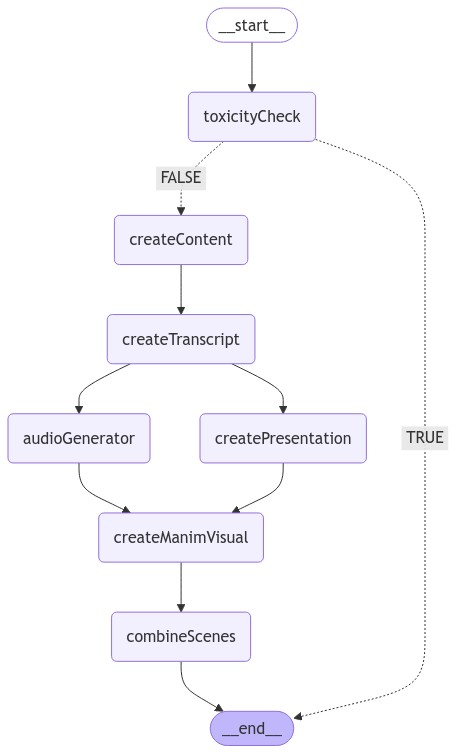 __start__
toxicityCheck
FALSE
createContent
createTranscript
audioGenerator
createPresentation
TRUE
createManimVisual
combineScenes
__end__